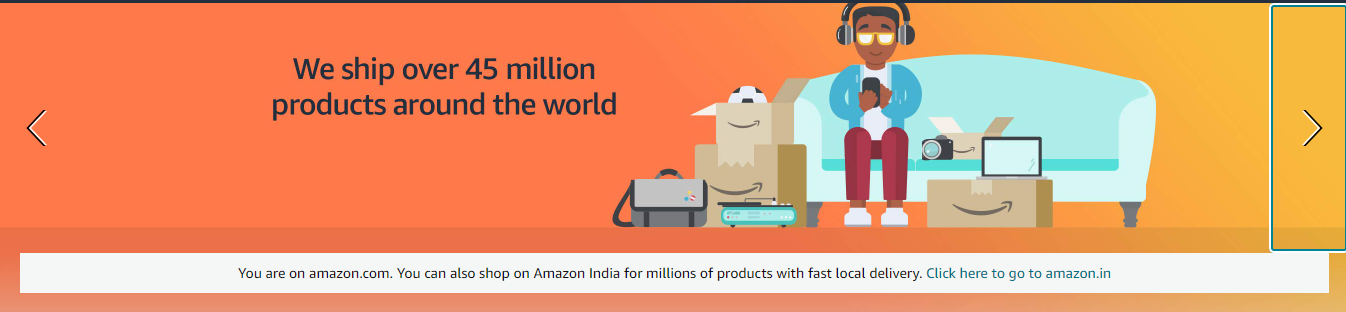 We ship over 45 million
products around the world
You are on amazon.com. You can also shop on Amazon India for millions of products with fast local delivery. Click here to go to amazon.in